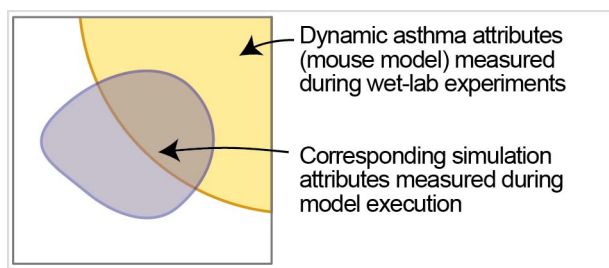 Dynamic asthma attributes
(mouse model) measured
during wet-lab experiments
Corresponding simulation
attributes measured during
model execution